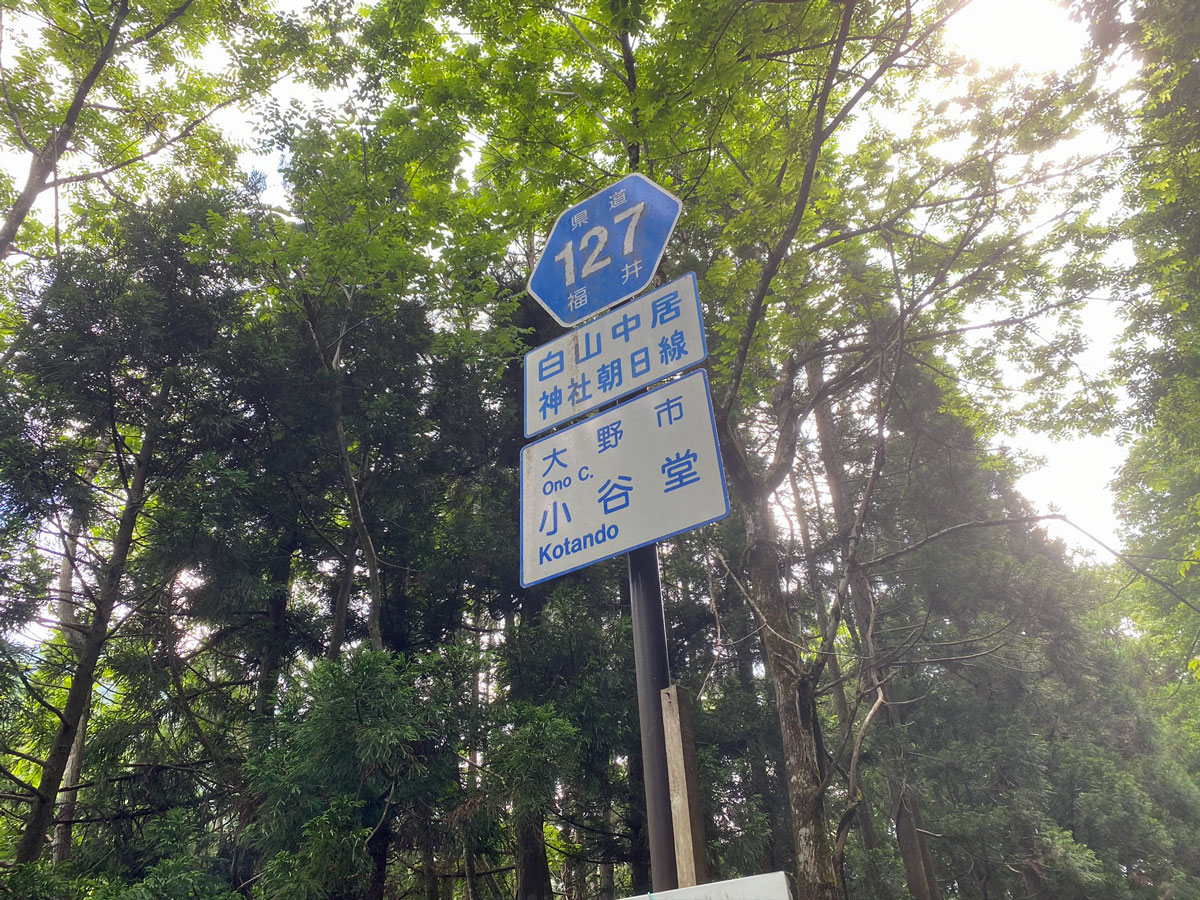 県道
127
福井
白山中居
神社朝日線
大野市
Ono C.
小谷堂
Kotando